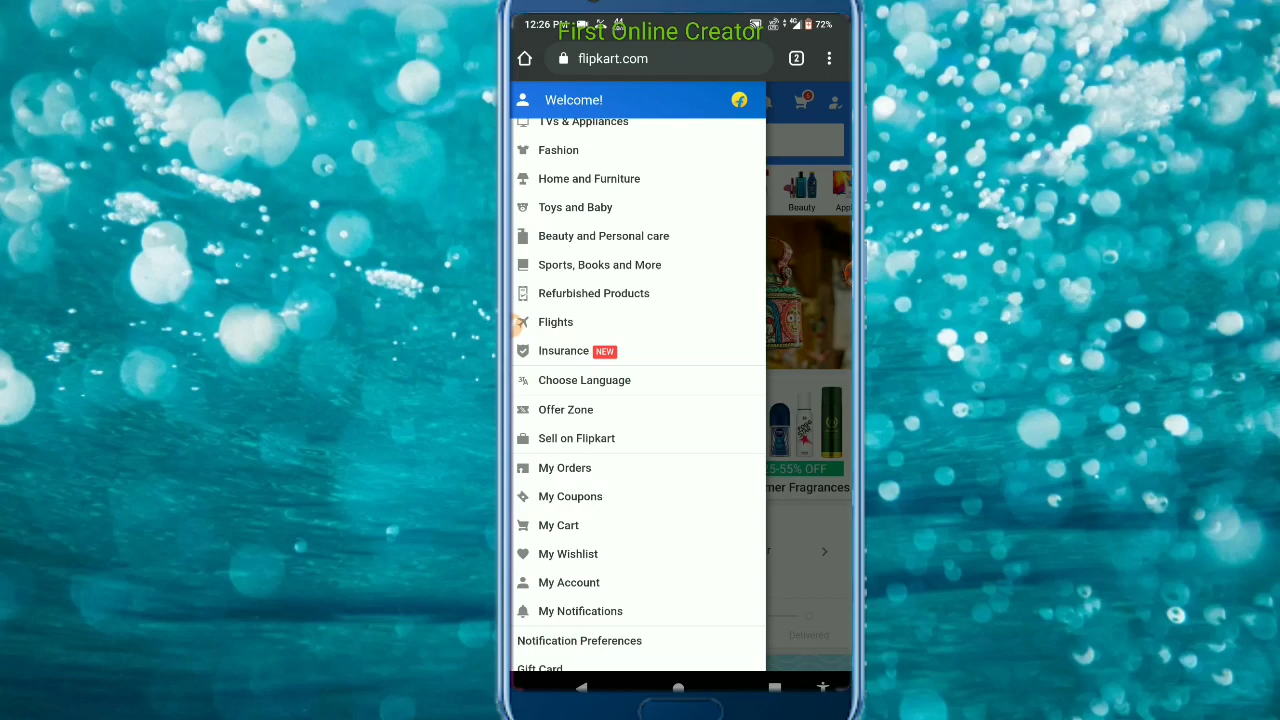 12:26 PM
72%
First Online Creator
flipkart.com
2
Welcome!
TVs & Appliances
Fashion
Home and Furniture
Toys and Baby
Beauty and Personal care
Sports, Books and More
Refurbished Products
Flights
Insurance NEW
Choose Language
Offer Zone
Sell on Flipkart
My Orders
My Coupons
My Cart
My Wishlist
My Account
My Notifications
Notification Preferences
Gift Card
Beauty
5-55% OFF
mer Fragrances
Delivered